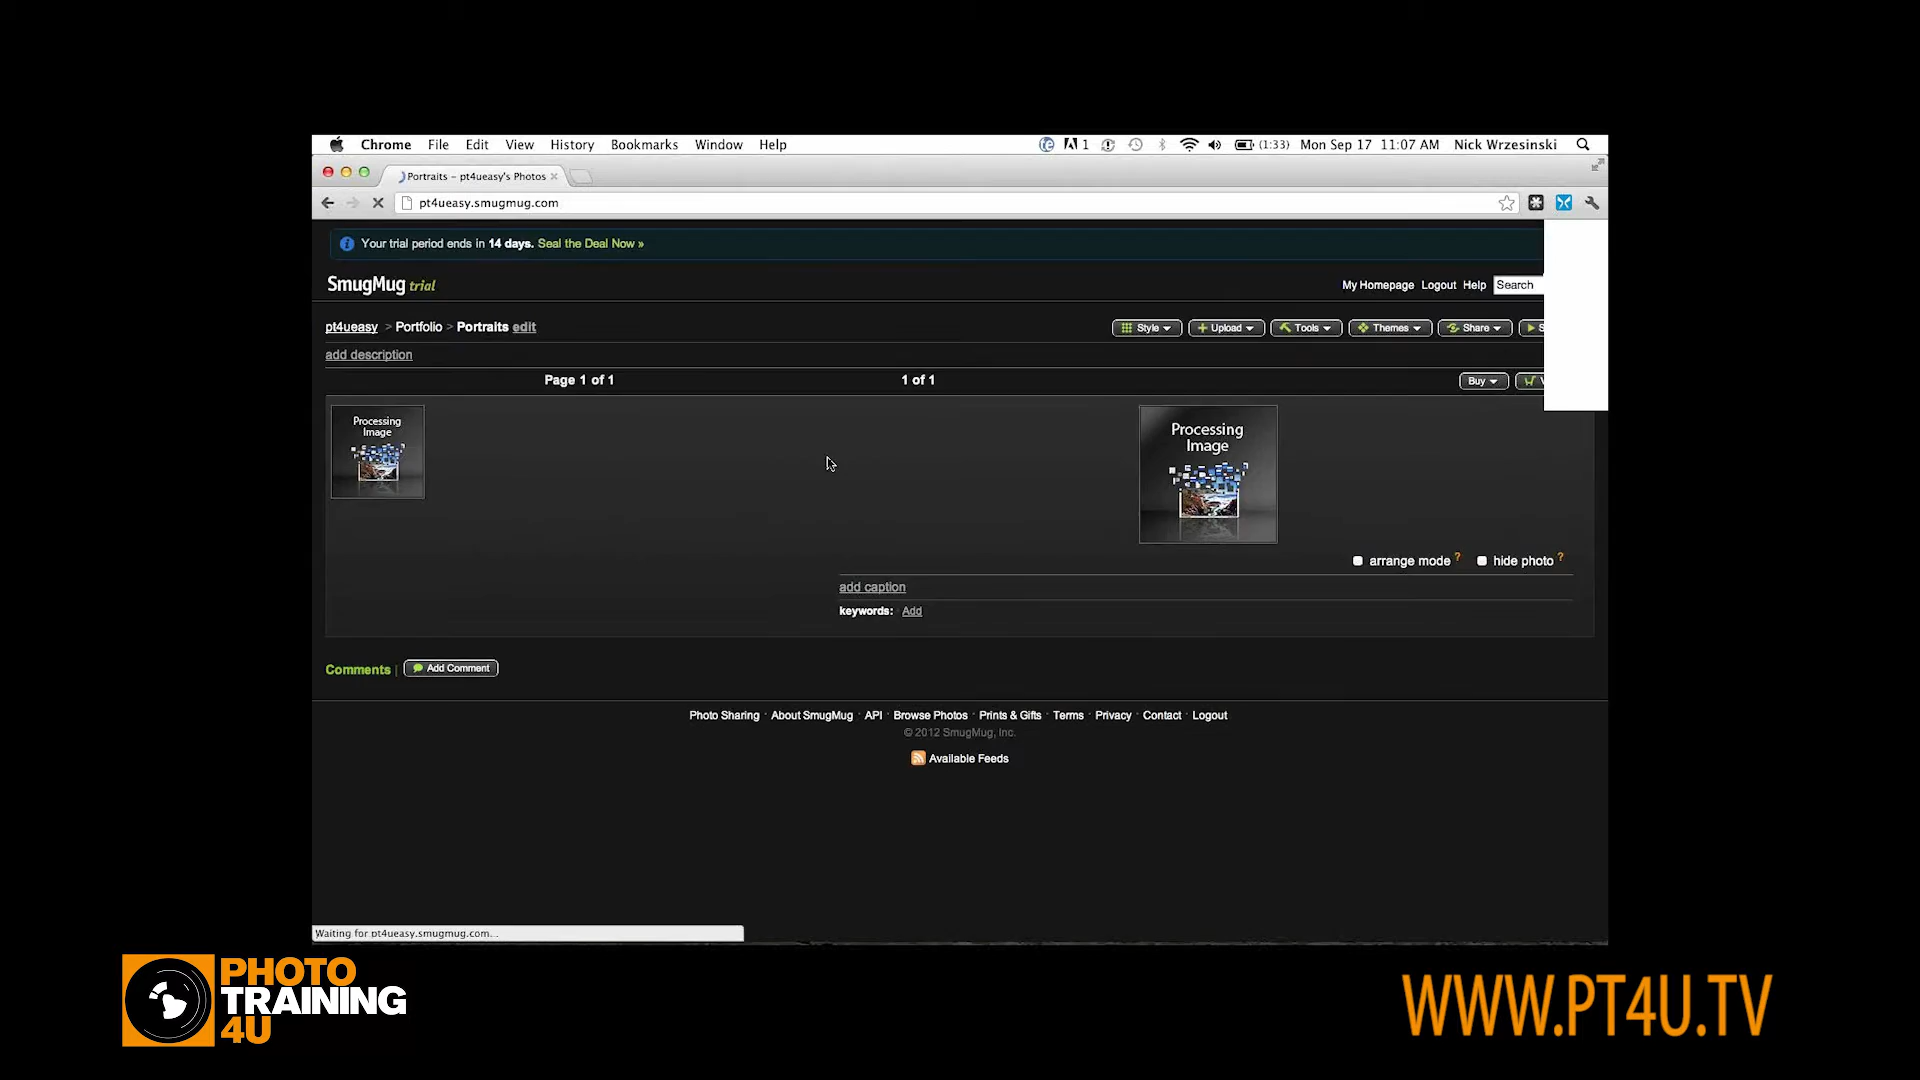 Chrome File Edit View History Bookmarks Window Help 1 (1:33) Mon Sep 17 11:07 AM Nick Wrzesinski
Portraits – pt4ueasy's Photos
pt4ueasy.smugmug.com
Your trial period ends in 14 days. Seal the Deal Now »
SmugMug trial
My Homepage Logout Help Search
pt4ueasy > Portfolio > Portraits edit
Style Upload Tools Themes Share S
add description
Page 1 of 1 1 of 1 Buy V
Processing
Image
Processing
Image
arrange mode ? hide photo ?
add caption
keywords: Add
Comments | Add Comment
Photo Sharing · About SmugMug · API · Browse Photos · Prints & Gifts · Terms · Privacy · Contact · Logout
© 2012 SmugMug, Inc.
Available Feeds
Waiting for pt4ueasy.smugmug.com...
PHOTO
TRAINING
4U
WWW.PT4U.TV